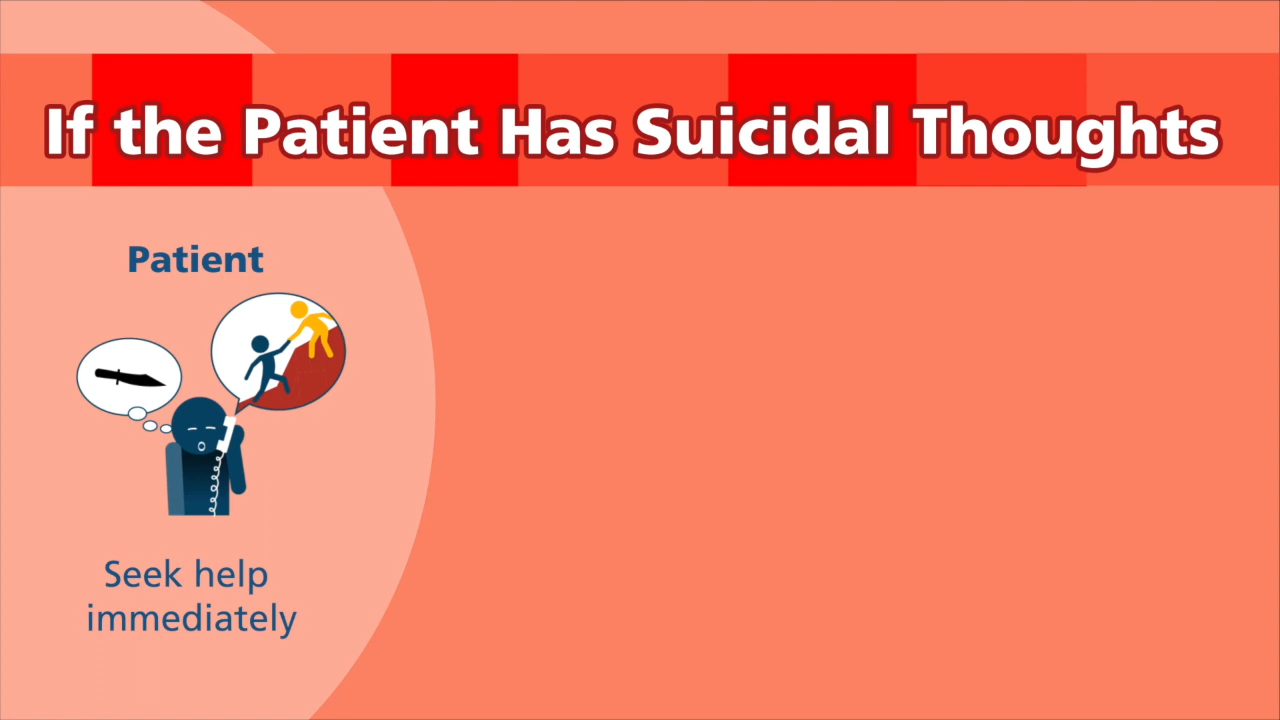 If the Patient Has Suicidal Thoughts
Patient
Seek help
immediately